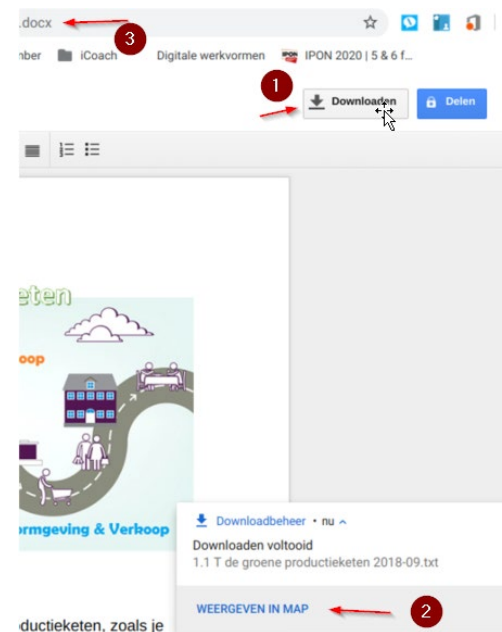 .docx
3
nber
iCoach
Digitale werkvormen
IPON 2020 | 5 & 6 f...
1
Downloaden
Delen
eten
oop
ormgeving & Verkoop
Downloadbeheer • nu
Downloaden voltooid
1.1 T de groene productieketen 2018-09.txt
WEERGEVEN IN MAP
2
oductieketen, zoals je